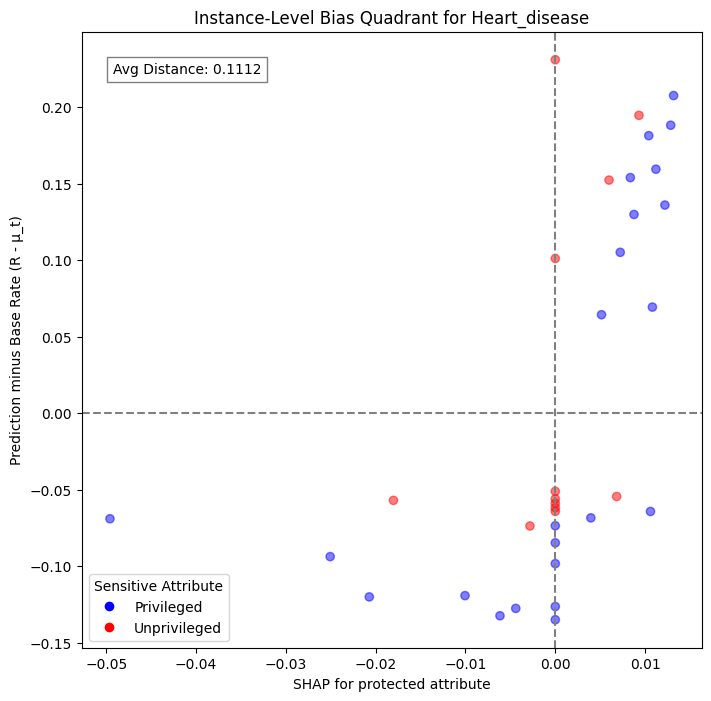 Instance-Level Bias Quadrant for Heart_disease
Avg Distance: 0.1112
Prediction minus Base Rate (R - μ_t)
0.20
0.15
0.10
0.05
0.00
−0.05
−0.10
−0.15
Sensitive Attribute
Privileged
Unprivileged
−0.05 −0.04 −0.03 −0.02 −0.01 0.00 0.01
SHAP for protected attribute